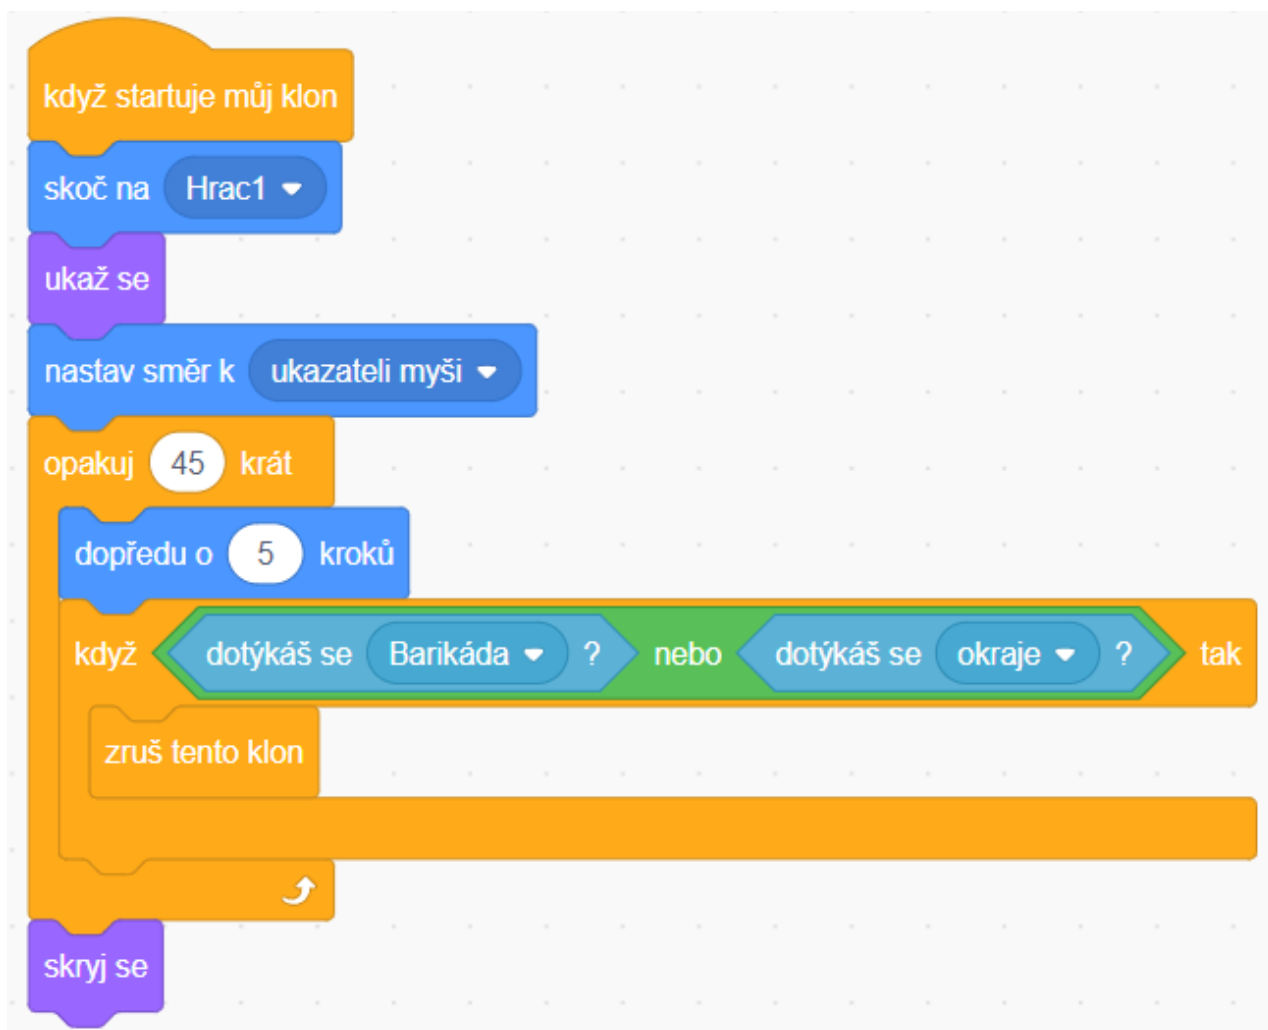 když startuje můj klon
skoč na Hrac1
ukaž se
nastav směr k ukazateli myši
opakuj 45 krát
dopředu o 5 kroků
když dotýkáš se Barikáda ? nebo dotýkáš se okraje ? tak
zruš tento klon
skryj se